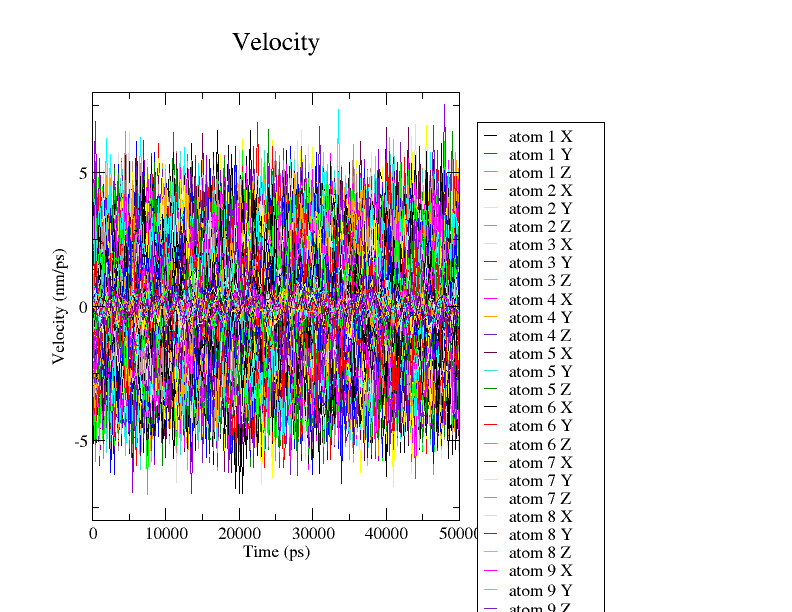 Velocity
5
0
-5
Velocity (nm/ps)
0 10000 20000 30000 40000 50000
Time (ps)
atom 1 X
atom 1 Y
atom 1 Z
atom 2 X
atom 2 Y
atom 2 Z
atom 3 X
atom 3 Y
atom 3 Z
atom 4 X
atom 4 Y
atom 4 Z
atom 5 X
atom 5 Y
atom 5 Z
atom 6 X
atom 6 Y
atom 6 Z
atom 7 X
atom 7 Y
atom 7 Z
atom 8 X
atom 8 Y
atom 8 Z
atom 9 X
atom 9 Y
atom 9 Z